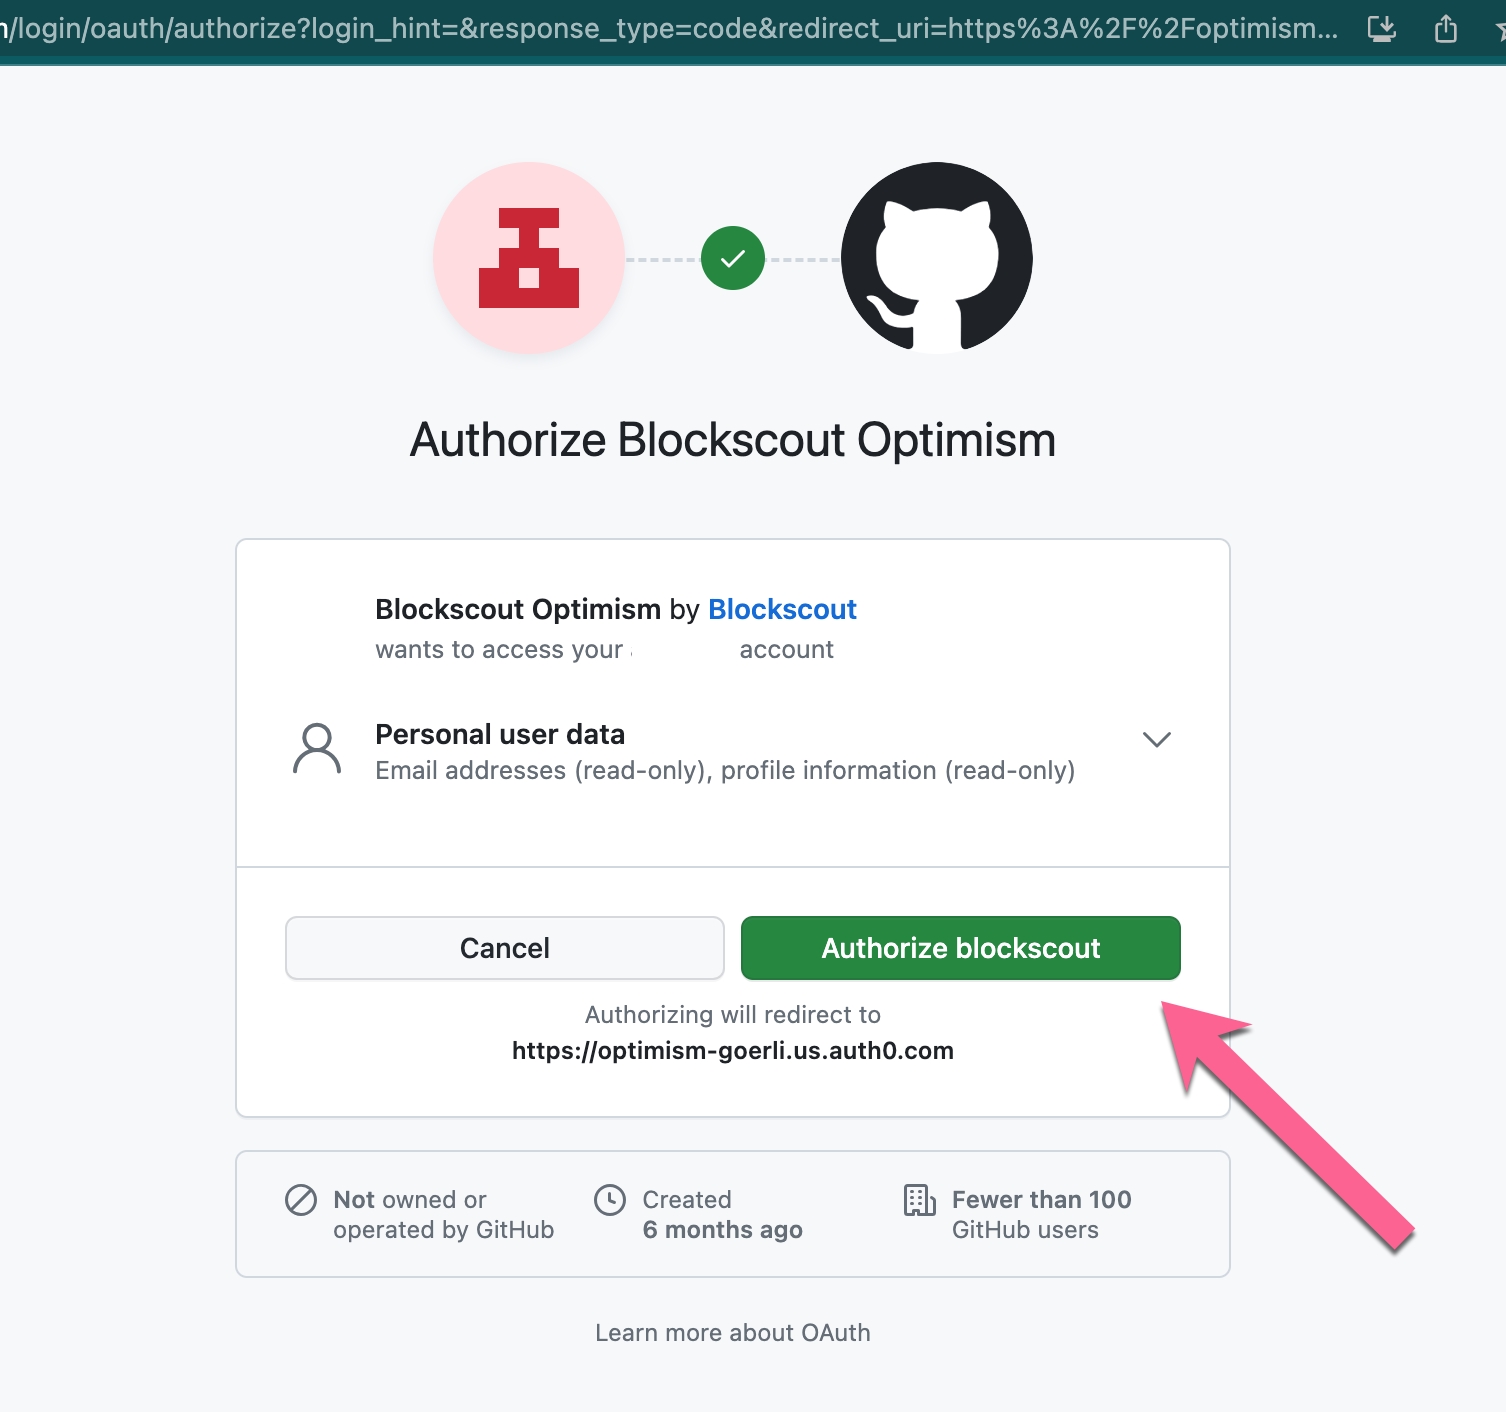 /login/oauth/authorize?login_hint=&response_type=code&redirect_uri=https%3A%2F%2Foptimism...
Authorize Blockscout Optimism
Blockscout Optimism by Blockscout
wants to access your account
Personal user data
Email addresses (read-only), profile information (read-only)
Cancel
Authorize blockscout
Authorizing will redirect to
https://optimism-goerli.us.auth0.com
Not owned or
operated by GitHub
Created
6 months ago
Fewer than 100
GitHub users
Learn more about OAuth